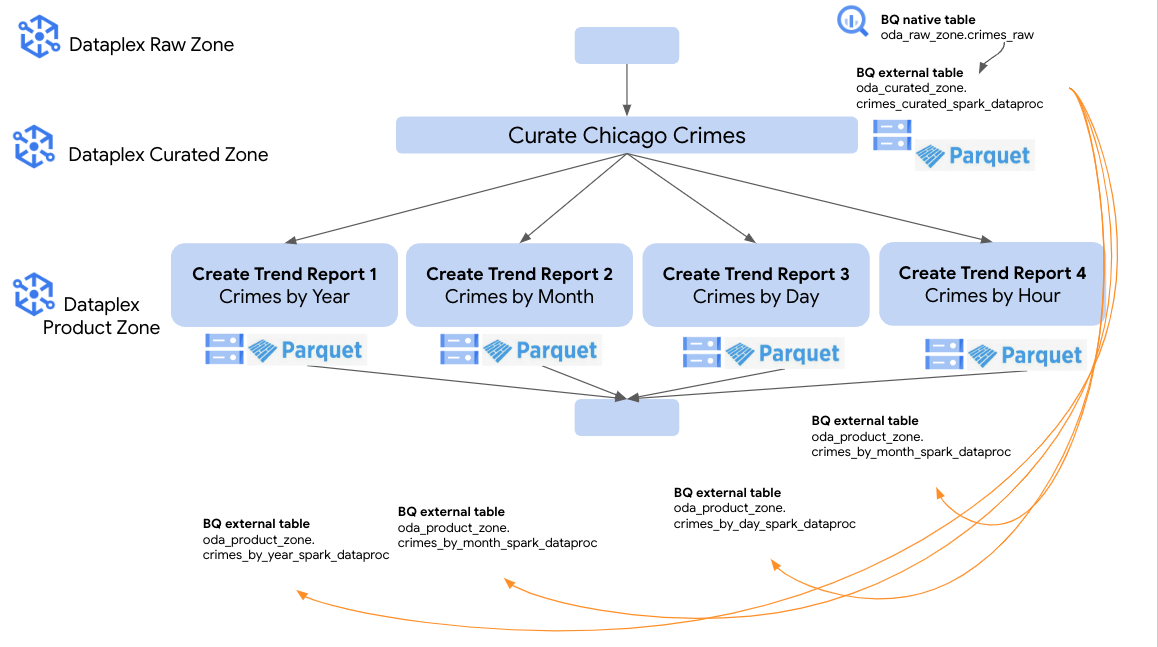 Dataplex Raw Zone
BQ native table
oda_raw_zone.crimes_raw
BQ external table
oda_curated_zone.
crimes_curated_spark_dataproc
Dataplex Curated Zone
Curate Chicago Crimes
Parquet
Dataplex
Product Zone
Create Trend Report 1
Crimes by Year
Create Trend Report 2
Crimes by Month
Create Trend Report 3
Crimes by Day
Create Trend Report 4
Crimes by Hour
Parquet
Parquet
Parquet
Parquet
BQ external table
oda_product_zone.
crimes_by_month_spark_dataproc
BQ external table
oda_product_zone.
crimes_by_day_spark_dataproc
BQ external table
oda_product_zone.
crimes_by_month_spark_dataproc
BQ external table
oda_product_zone.
crimes_by_year_spark_dataproc